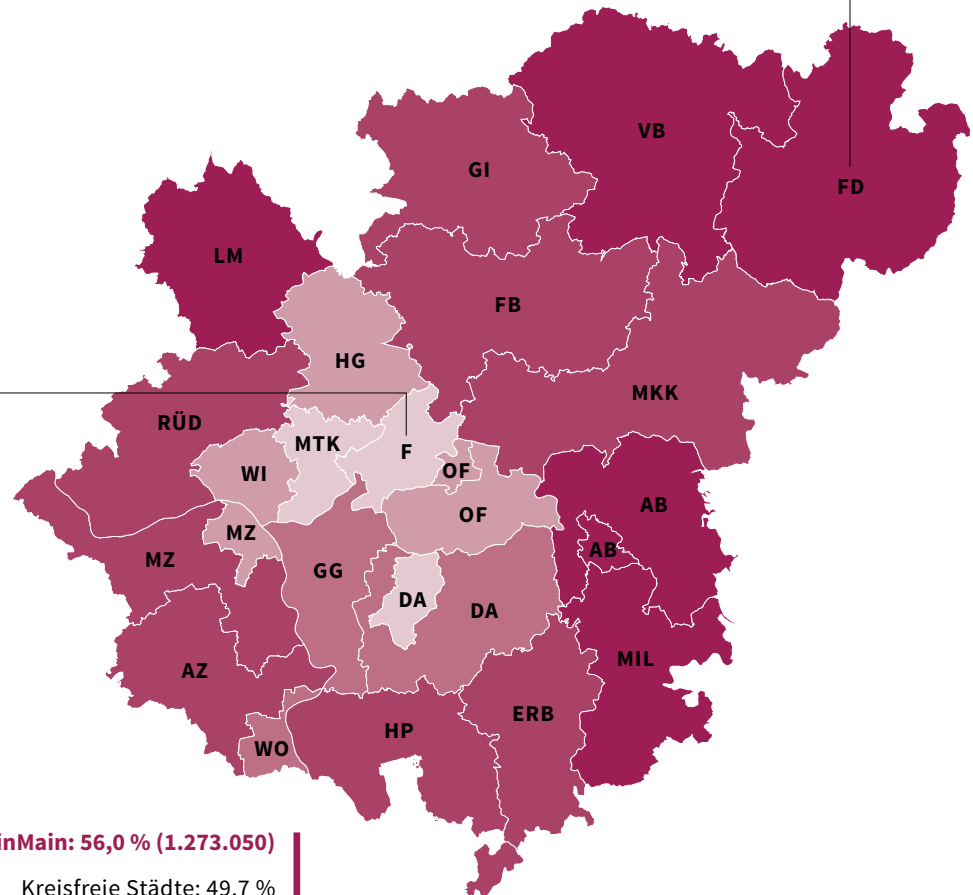 VB
GI
FD
LM
FB
HG
MKK
RÜD
MTK
F
OF
WI
AB
OF
MZ
AB
MZ
GG
DA
DA
MIL
AZ
ERB
HP
WO
inMain: 56,0 % (1.273.050)
Kreisfreie Städte: 49,7 %